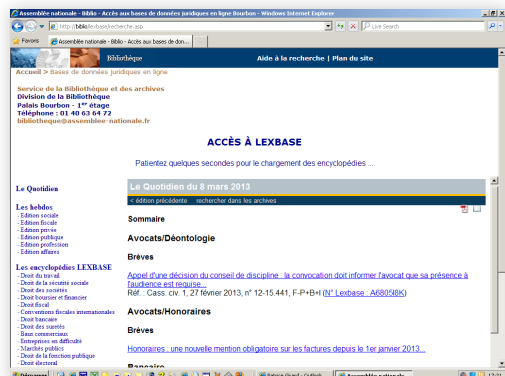 Assemblée nationale - Biblio - Accès aux bases de données juridiques en ligne Bourbon - Windows Internet Explorer
http://biblio/lexbase/recherche.asp
Live Search
Favoris
Assemblée nationale - Biblio - Accès aux bases de don...
Bibliothèque
Aide à la recherche | Plan du site
Accueil > Bases de données juridiques en ligne
Service de la Bibliothèque et des archives
Division de la Bibliothèque
Palais Bourbon - 1er étage
Téléphone : 01 40 63 64 72
bibliotheque@assemblee-nationale.fr
ACCÈS À LEXBASE
Patientez quelques secondes pour le chargement des encyclopédies ...
Le Quotidien
Les hebdos
- Edition sociale
- Edition fiscale
- Edition privée
- Edition publique
- Edition profession
- Edition affaires
Les encyclopédies LEXBASE
- Droit du travail
- Droit de la sécurité sociale
- Droit des sociétés
- Droit boursier et financier
- Droit fiscal
- Conventions fiscales internationales
- Droit bancaire
- Droit des suretés
- Baux commerciaux
- Entreprises en difficulté
- Marchés publics
- Droit de la fonction publique
- Droit électoral
Le Quotidien du 8 mars 2013
< édition précédente rechercher dans les archives
Sommaire
Avocats/Déontologie
Brèves
Appel d'une décision du conseil de discipline : la convocation doit informer l'avocat que sa présence à
l'audience est requise...
Réf. : Cass. civ. 1, 27 février 2013, n° 12-15.441, F-P+B+I (N° Lexbase : A6805I8K)
Avocats/Honoraires
Brèves
Honoraires : une nouvelle mention obligatoire sur les factures depuis le 1er janvier 2013...
Bancaire
Démarrer
Assemblée nationale